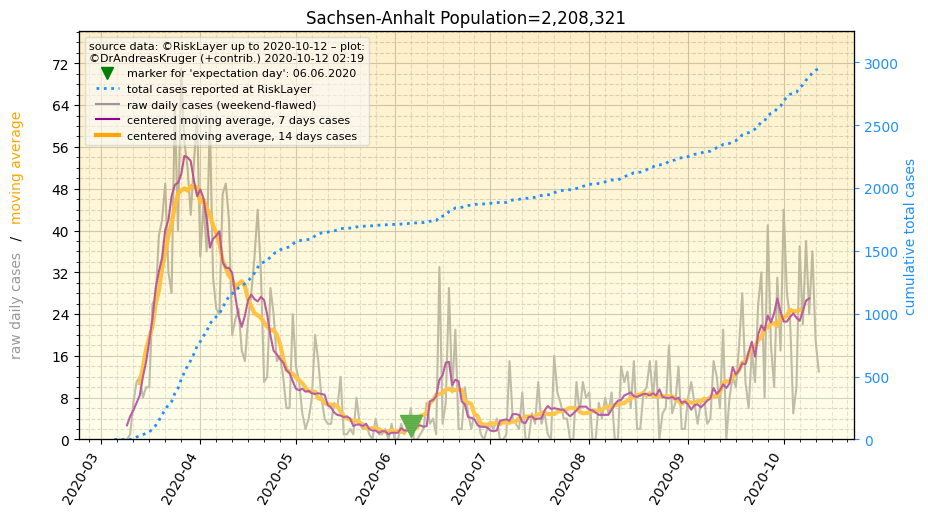 Sachsen-Anhalt Population=2,208,321
source data: ©RiskLayer up to 2020-10-12 – plot:
©DrAndreasKruger (+contrib.) 2020-10-12 02:19
marker for 'expectation day': 06.06.2020
total cases reported at RiskLayer
raw daily cases (weekend-flawed)
centered moving average, 7 days cases
centered moving average, 14 days cases
raw daily cases / moving average
72
64
56
48
40
32
24
16
8
0
3000
2500
2000
1500
1000
500
0
cumulative total cases
2020-03
2020-04
2020-05
2020-06
2020-07
2020-08
2020-09
2020-10